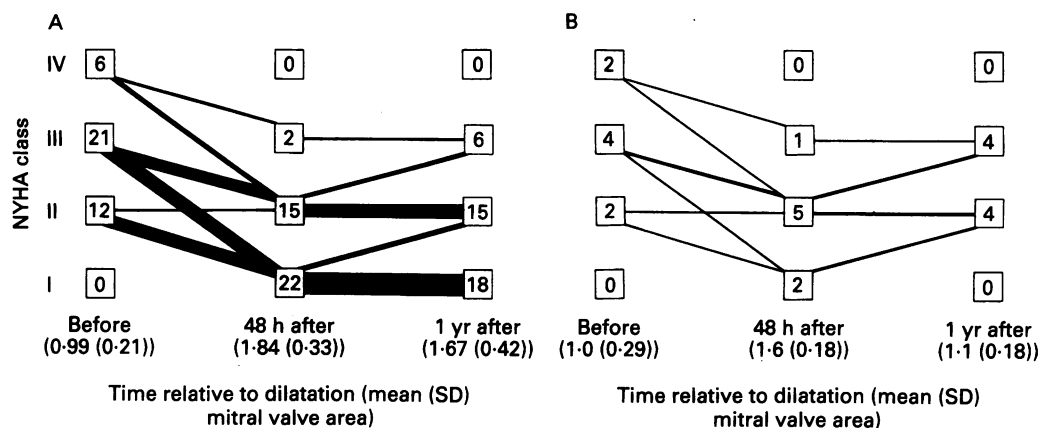 A
B
IV 6 0 0
2 0 0
III 21 2 6
4 1 4
II 12 15 15
2 5 4
I 0 22 18
0 2 0
NYHA class
Before 48 h after 1 yr after
(0·99 (0·21)) (1·84 (0·33)) (1·67 (0·42))
Before 48 h after 1 yr after
(1·0 (0·29)) (1·6 (0·18)) (1·1 (0·18))
Time relative to dilatation (mean (SD)
mitral valve area)
Time relative to dilatation (mean (SD)
mitral valve area)